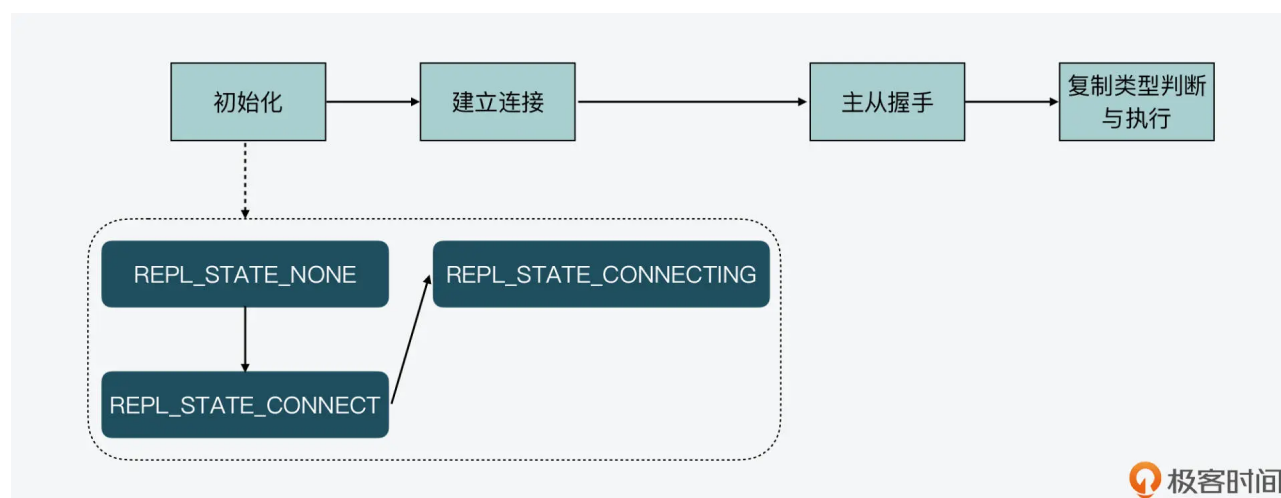 初始化
建立连接
主从握手
复制类型判断
与执行
REPL_STATE_NONE
REPL_STATE_CONNECTING
REPL_STATE_CONNECT
极客时间